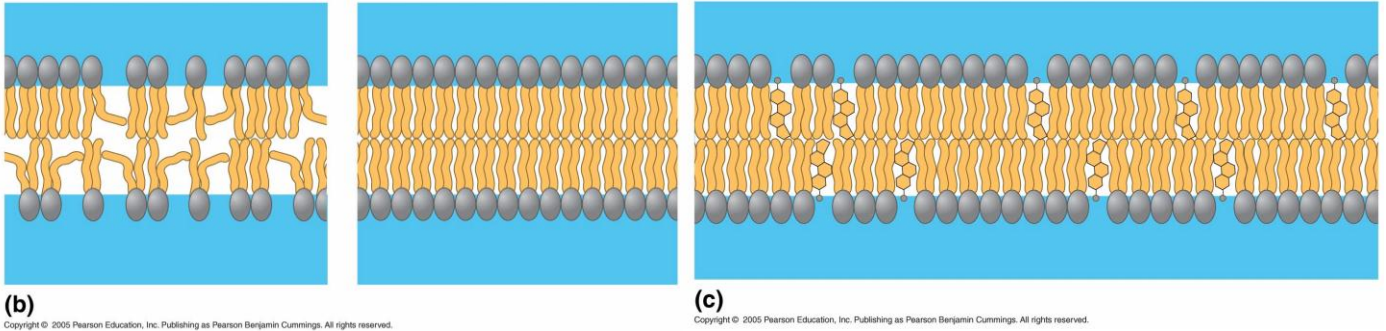 (b)
Copyright © 2005 Pearson Education, Inc. Publishing as Pearson Benjamin Cummings. All rights reserved.
(c)
Copyright © 2005 Pearson Education, Inc. Publishing as Pearson Benjamin Cummings. All rights reserved.